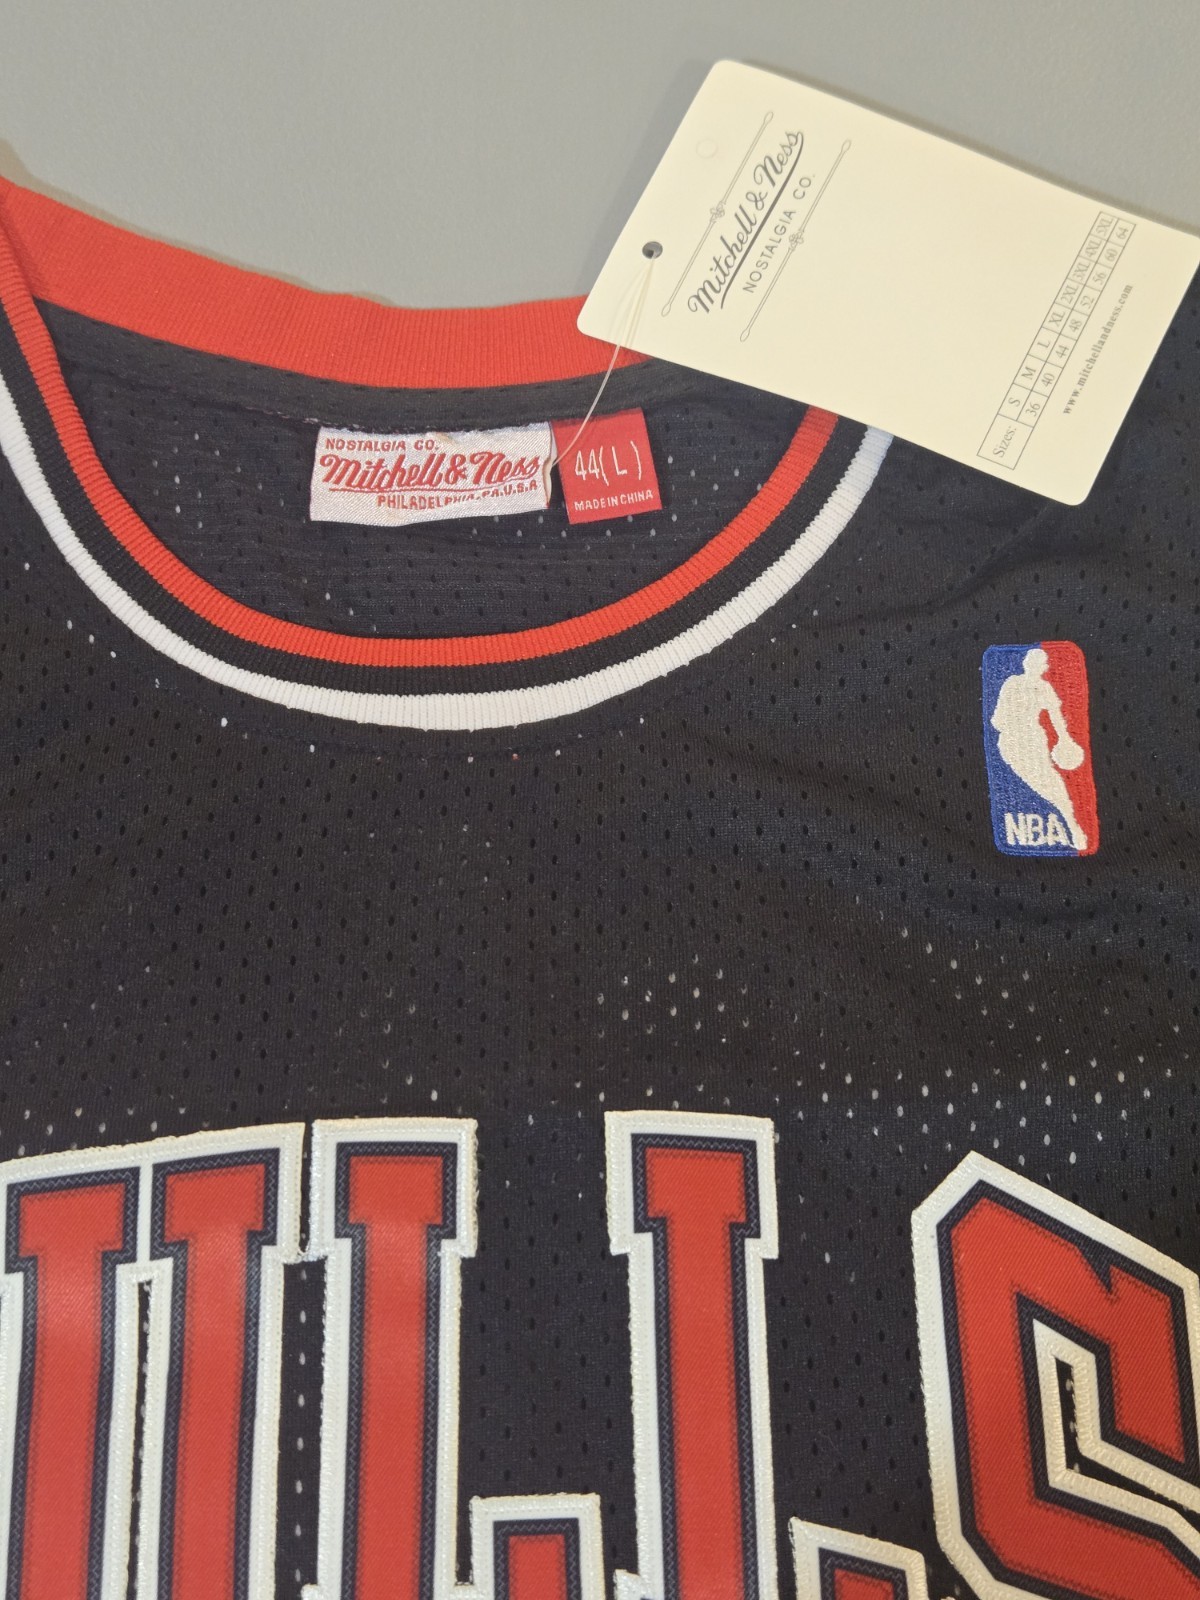 Mitchell & Ness
NOSTALGIA CO.
Sizes: S M L XL 2XL 3XL 4XL 5XL
36 40 44 48 52 56 60 64
www.mitchellandness.com
NOSTALGIA CO.
Mitchell & Ness
PHILADELPHIA, PA, U.S.A
44(L)
MADE IN CHINA
NBA
ULLS